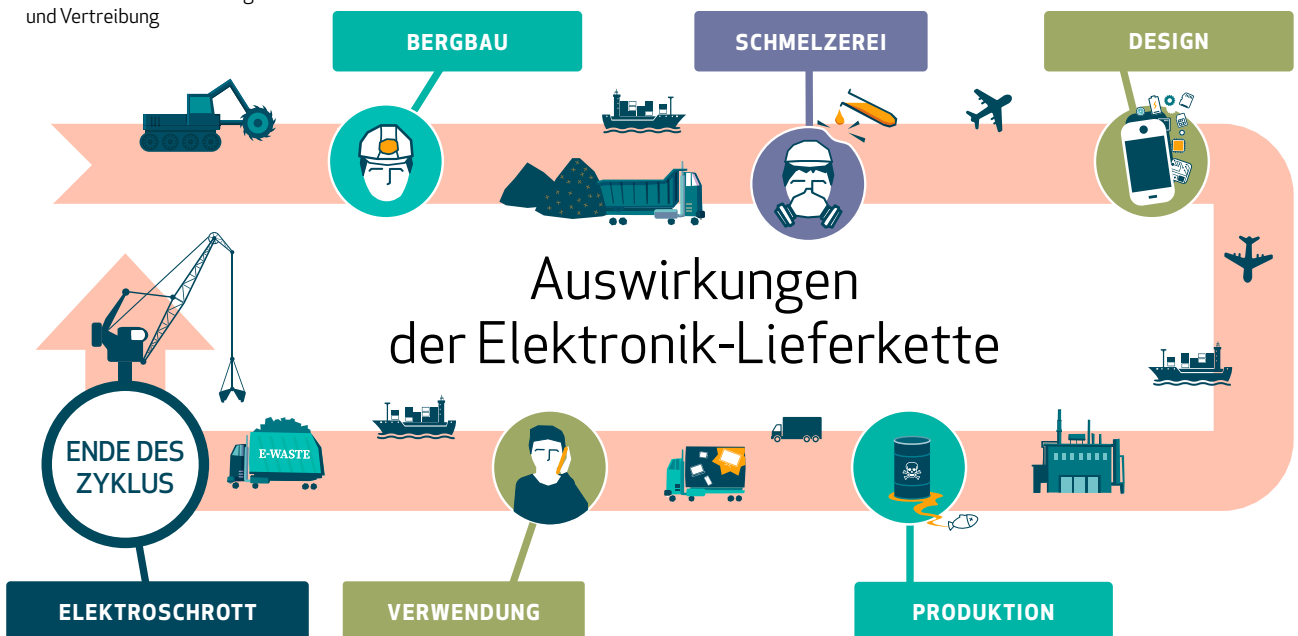 und Vertreibung
BERGBAU
SCHMELZEREI
DESIGN
Auswirkungen
der Elektronik-Lieferkette
ENDE DES
ZYKLUS
E-WASTE
ELEKTROSCHROTT
VERWENDUNG
PRODUKTION